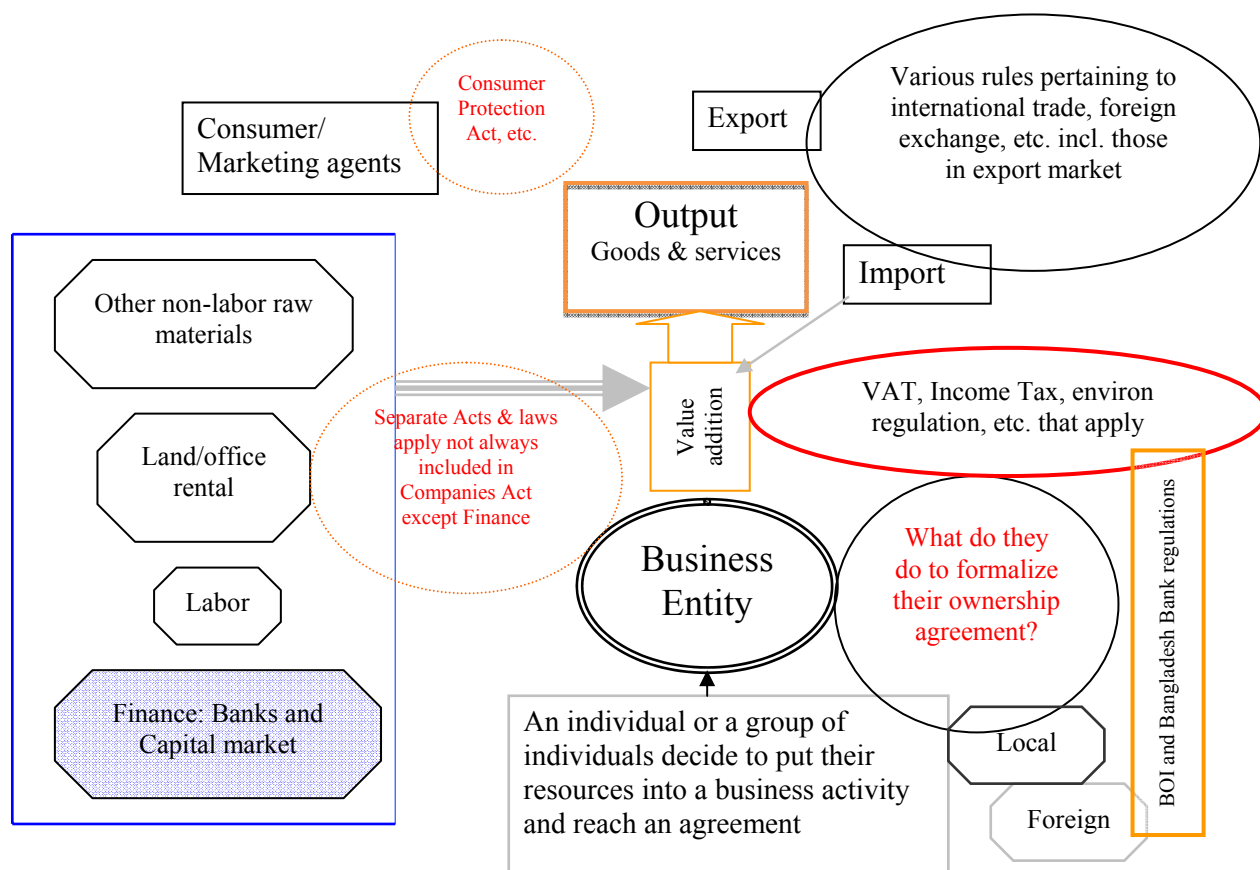 Consumer
Protection
Act, etc.
Consumer/
Marketing agents
Export
Various rules pertaining to
international trade, foreign
exchange, etc. incl. those
in export market
Output
Goods & services
Import
Other non-labor raw
materials
Land/office
rental
Labor
Finance: Banks and
Capital market
Separate Acts & laws
apply not always
included in
Companies Act
except Finance
Value
addition
VAT, Income Tax, environ
regulation, etc. that apply
Business
Entity
What do they
do to formalize
their ownership
agreement?
BOI and Bangladesh Bank regulations
An individual or a group of
individuals decide to put their
resources into a business activity
and reach an agreement
Local
Foreign